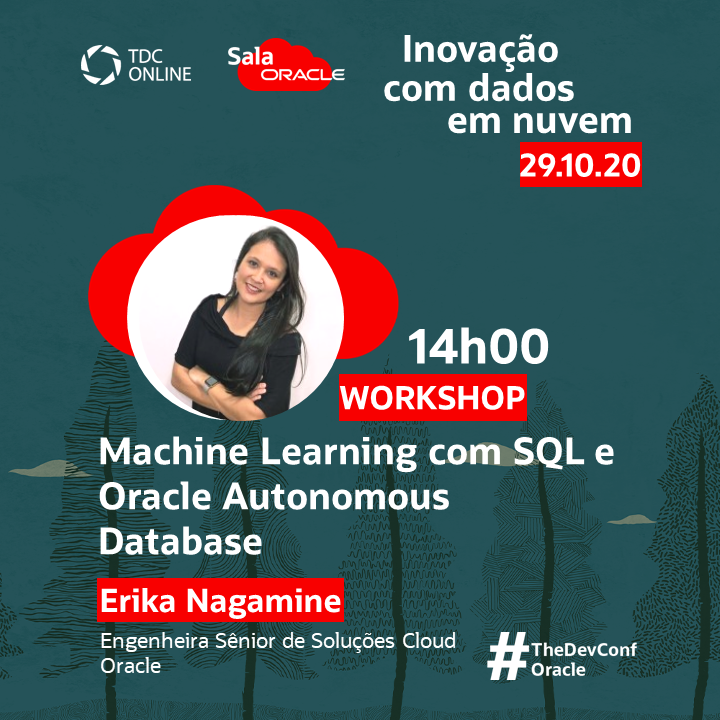 TDC
ONLINE
Sala
ORACLE
Inovação
com dados
em nuvem
29.10.20
14h00
WORKSHOP
Machine Learning com SQL e
Oracle Autonomous
Database
Erika Nagamine
Engenheira Sênior de Soluções Cloud
Oracle
#TheDevConf
Oracle